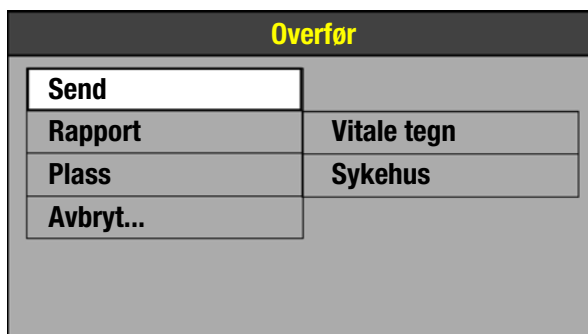 Overfør
Send
Rapport Vitale tegn
Plass Sykehus
Avbryt...